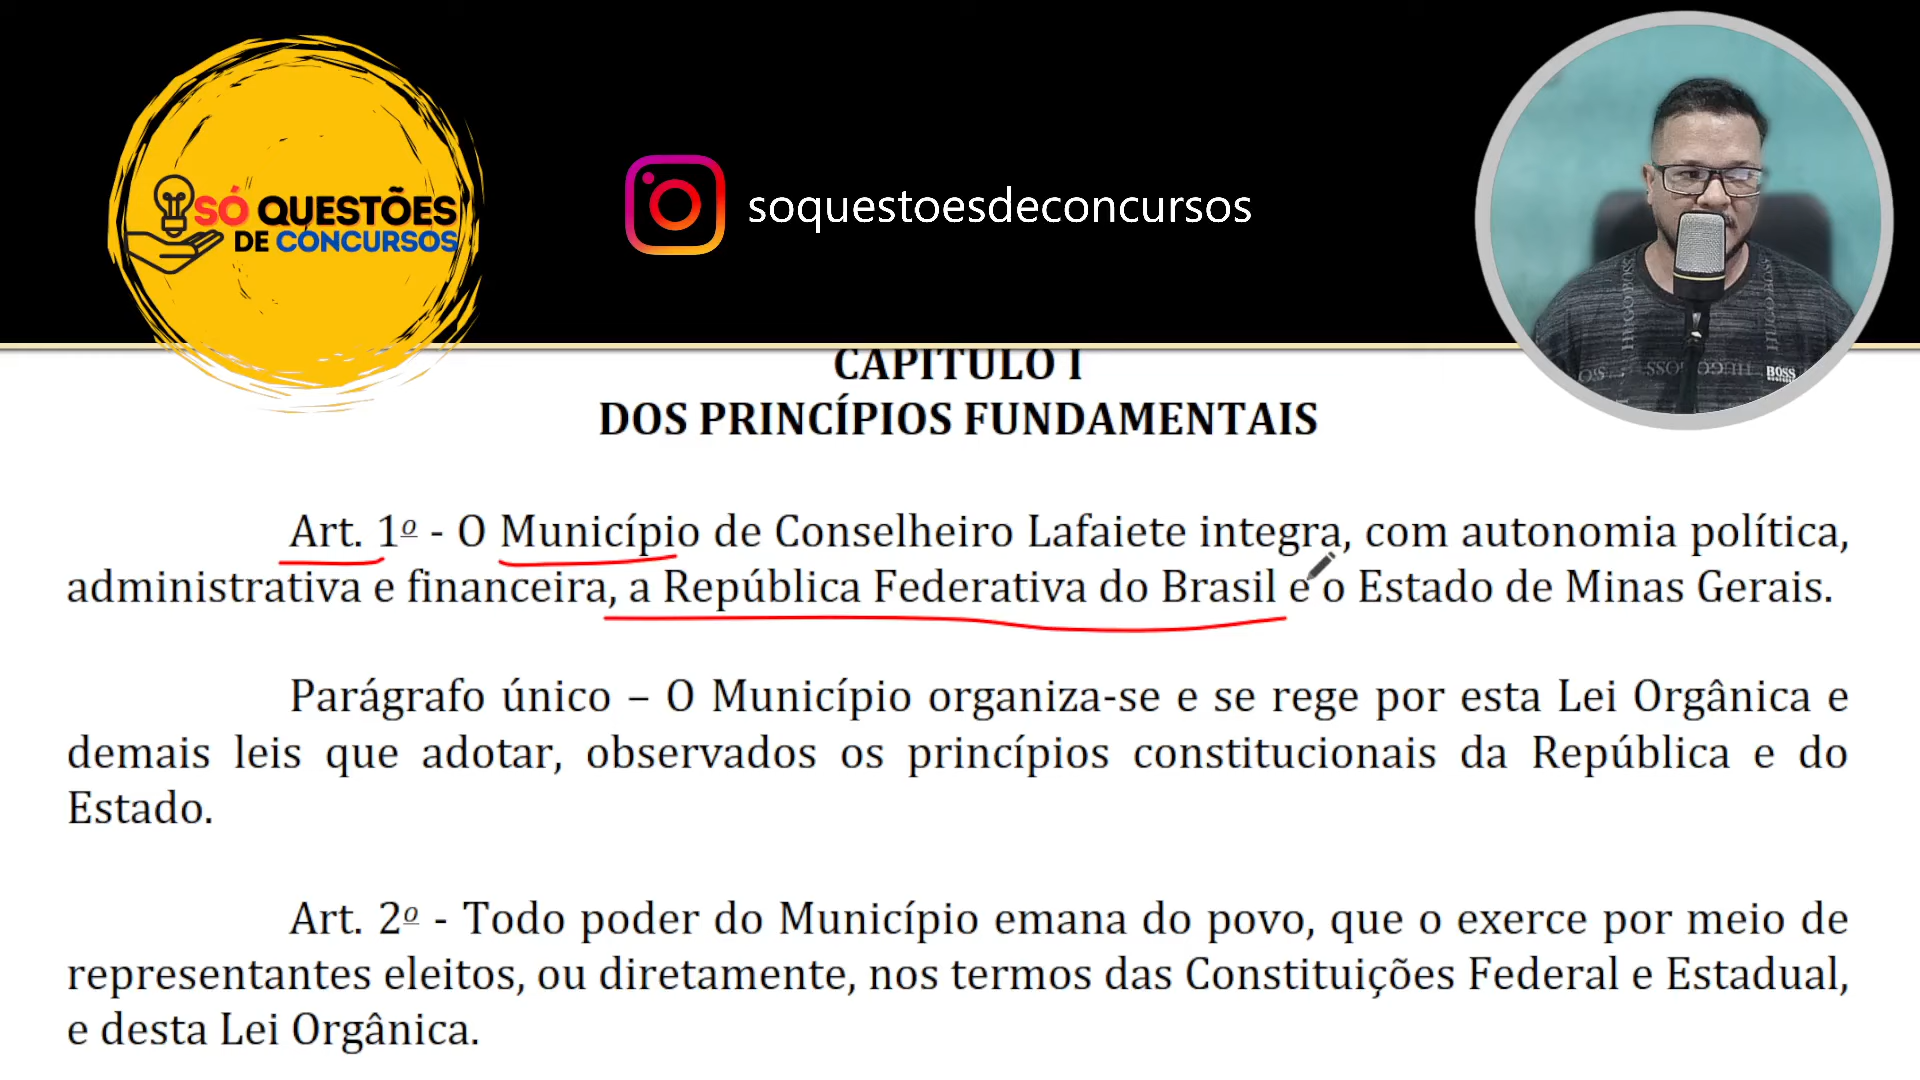 SÓ QUESTÕES
DE CONCURSOS
soquestoesdeconcursos
BOSS
CAPÍTULO I
DOS PRINCÍPIOS FUNDAMENTAIS
Art. 1º - O Município de Conselheiro Lafaiete integra, com autonomia política,
administrativa e financeira, a República Federativa do Brasil e o Estado de Minas Gerais.
Parágrafo único – O Município organiza-se e se rege por esta Lei Orgânica e
demais leis que adotar, observados os princípios constitucionais da República e do
Estado.
Art. 2º - Todo poder do Município emana do povo, que o exerce por meio de
representantes eleitos, ou diretamente, nos termos das Constituições Federal e Estadual,
e desta Lei Orgânica.